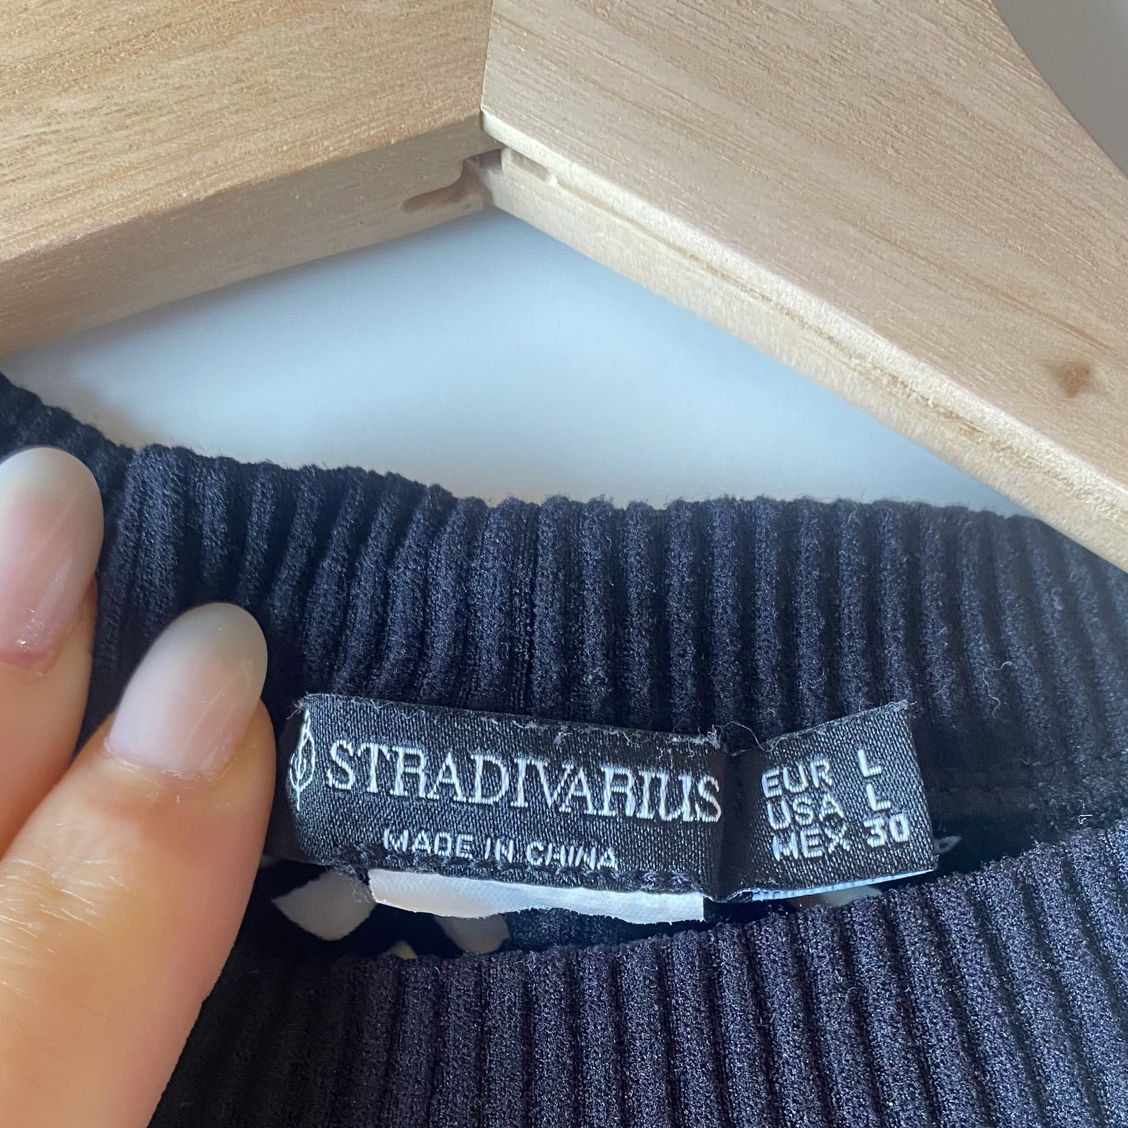 STRADIVARIUS
MADE IN CHINA
EUR L
USA L
MEX 30